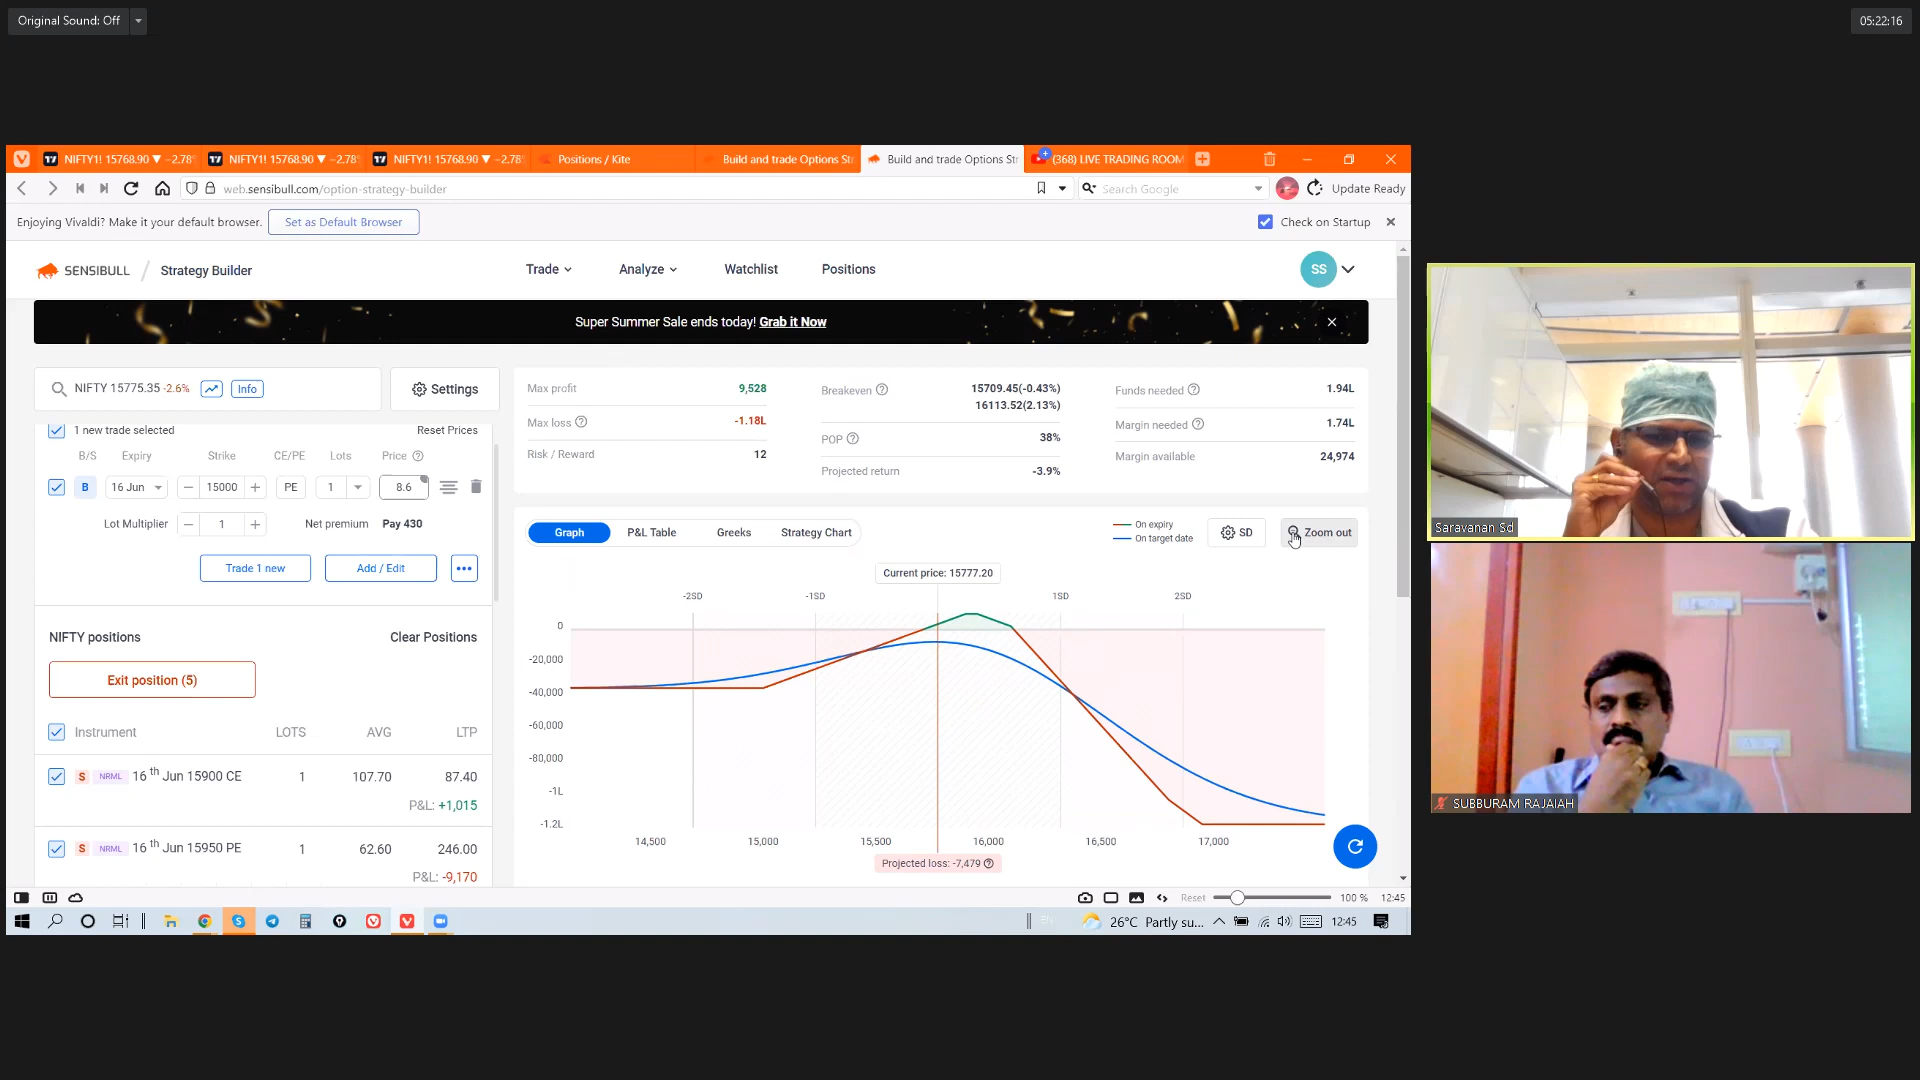 Original Sound: Off
05:22:16
NIFTY1! 15768.90 ▼ −2.78%
NIFTY1! 15768.90 ▼ −2.78%
NIFTY1! 15768.90 ▼ −2.78%
Positions / Kite
Build and trade Options Str
Build and trade Options Str
(368) LIVE TRADING ROOM
web.sensibull.com/option-strategy-builder
Search Google
Update Ready
Enjoying Vivaldi? Make it your default browser.
Set as Default Browser
Check on Startup
SENSIBULL / Strategy Builder
Trade
Analyze
Watchlist
Positions
SS
Super Summer Sale ends today! Grab it Now
NIFTY 15775.35 -2.6%
Info
Settings
1 new trade selected
Reset Prices
B/S Expiry Strike CE/PE Lots Price
B 16 Jun − 15000 + PE 1 8.6
Lot Multiplier − 1 + Net premium Pay 430
Trade 1 new
Add / Edit
NIFTY positions
Clear Positions
Exit position (5)
Instrument LOTS AVG LTP
S NRML 16 th Jun 15900 CE 1 107.70 87.40
P&L: +1,015
S NRML 16 th Jun 15950 PE 1 62.60 246.00
P&L: -9,170
Max profit 9,528
Max loss -1.18L
Risk / Reward 12
Breakeven 15709.45(-0.43%)
16113.52(2.13%)
POP 38%
Projected return -3.9%
Funds needed 1.94L
Margin needed 1.74L
Margin available 24,974
Graph
P&L Table
Greeks
Strategy Chart
On expiry
On target date
SD
Zoom out
Current price: 15777.20
-2SD -1SD 1SD 2SD
0
-20,000
-40,000
-60,000
-80,000
-1L
-1.2L
14,500 15,000 15,500 16,000 16,500 17,000
Projected loss: -7,479
Reset
100 %
12:45
26°C Partly su...
12:45
Saravanan Sd
SUBBURAM RAJAIAH